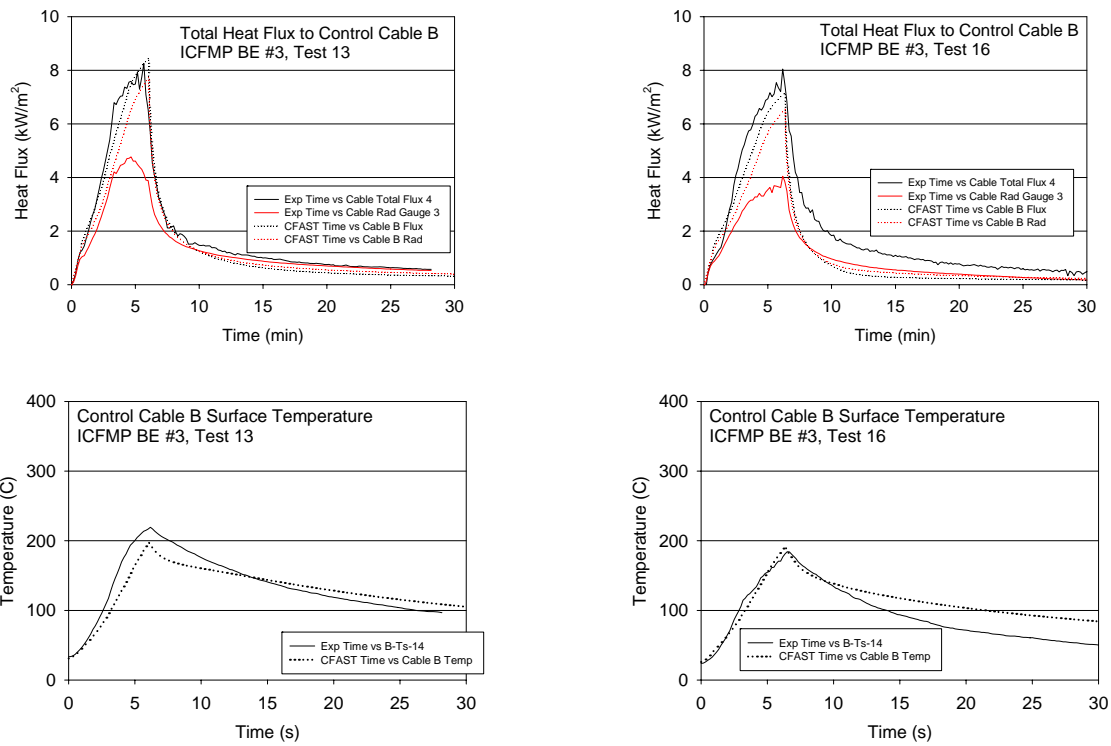 Total Heat Flux to Control Cable B
ICFMP BE #3, Test 13
Heat Flux (kW/m2)
10
8
6
4
2
0
Exp Time vs Cable Total Flux 4
Exp Time vs Cable Rad Gauge 3
CFAST Time vs Cable B Flux
CFAST Time vs Cable B Rad
0 5 10 15 20 25 30
Time (min)
Total Heat Flux to Control Cable B
ICFMP BE #3, Test 16
Heat Flux (kW/m2)
10
8
6
4
2
0
Exp Time vs Cable Total Flux 4
Exp Time vs Cable Rad Gauge 3
CFAST Time vs Cable B Flux
CFAST Time vs Cable B Rad
0 5 10 15 20 25 30
Time (min)
Control Cable B Surface Temperature
ICFMP BE #3, Test 13
Temperature (C)
400
300
200
100
0
Exp Time vs B-Ts-14
CFAST Time vs Cable B Temp
0 5 10 15 20 25 30
Time (s)
Control Cable B Surface Temperature
ICFMP BE #3, Test 16
Temperature (C)
400
300
200
100
0
Exp Time vs B-Ts-14
CFAST Time vs Cable B Temp
0 5 10 15 20 25 30
Time (s)